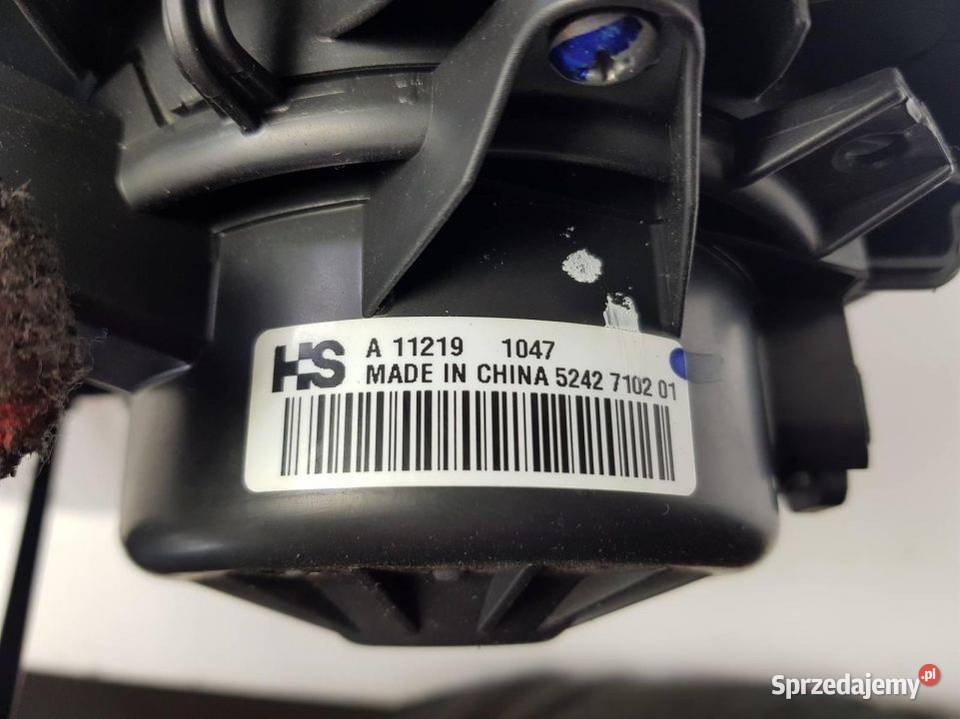 HS A 11219 1047
MADE IN CHINA 5242 7102 01
Sprzedajemy.pl